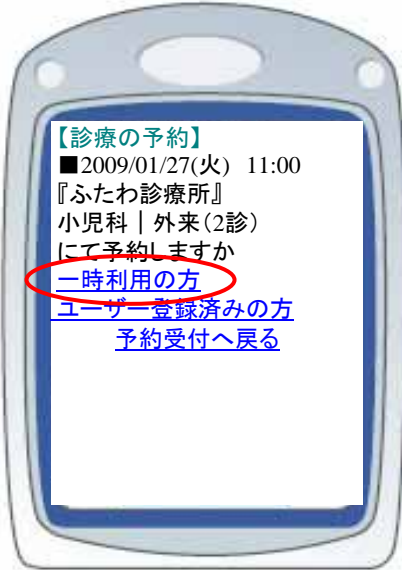 【診療の予約】
■2009/01/27(火) 11:00
『ふたわ診療所』
小児科｜外来(2診)
にて予約しますか
一時利用の方
ユーザー登録済みの方
予約受付へ戻る